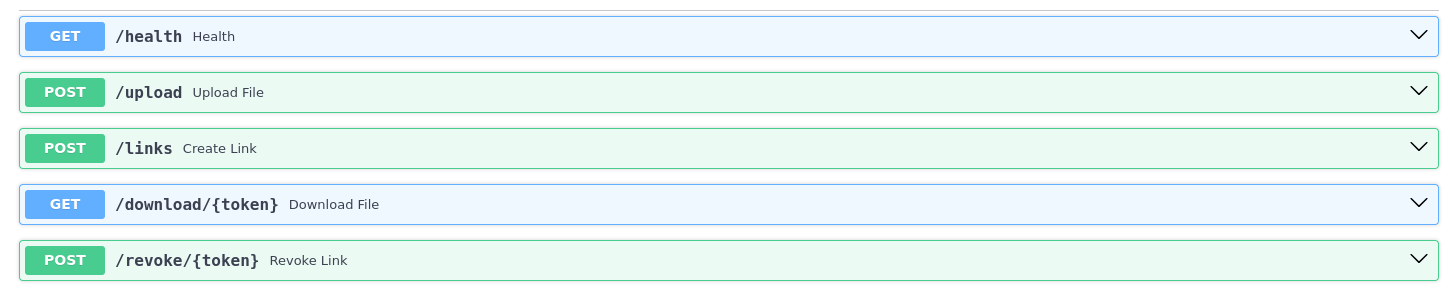 GET /health Health
POST /upload Upload File
POST /links Create Link
GET /download/{token} Download File
POST /revoke/{token} Revoke Link